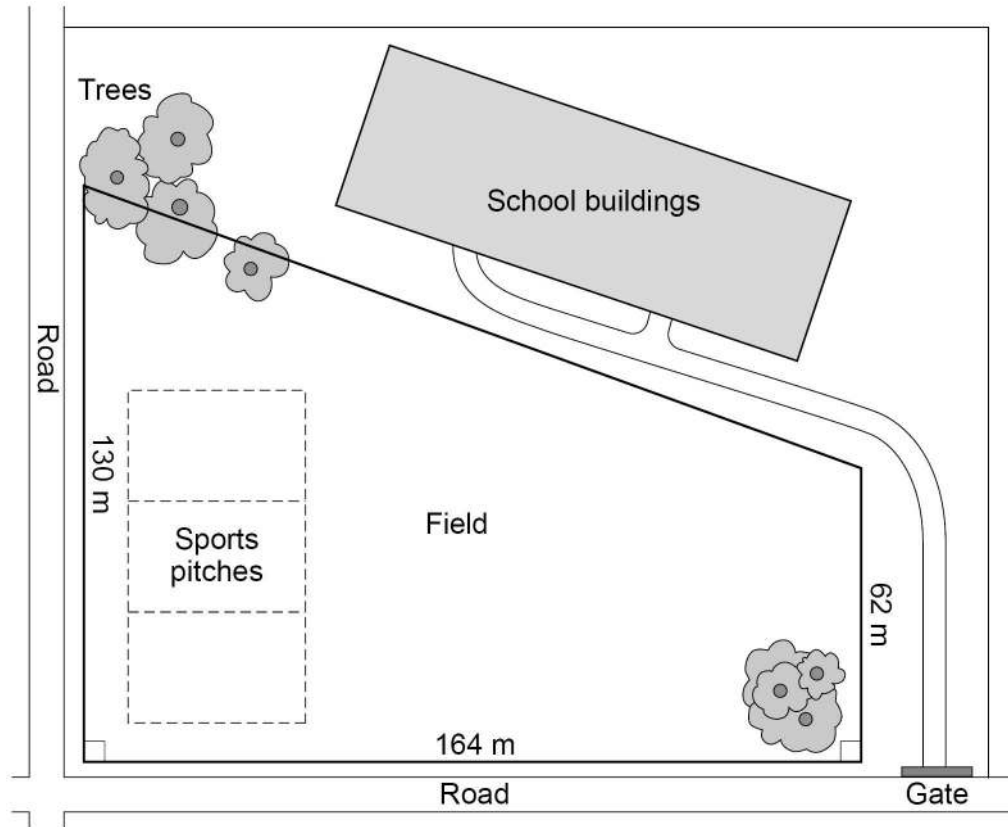 Trees
School buildings
Road
130 m
Sports
pitches
Field
62 m
164 m
Road
Gate